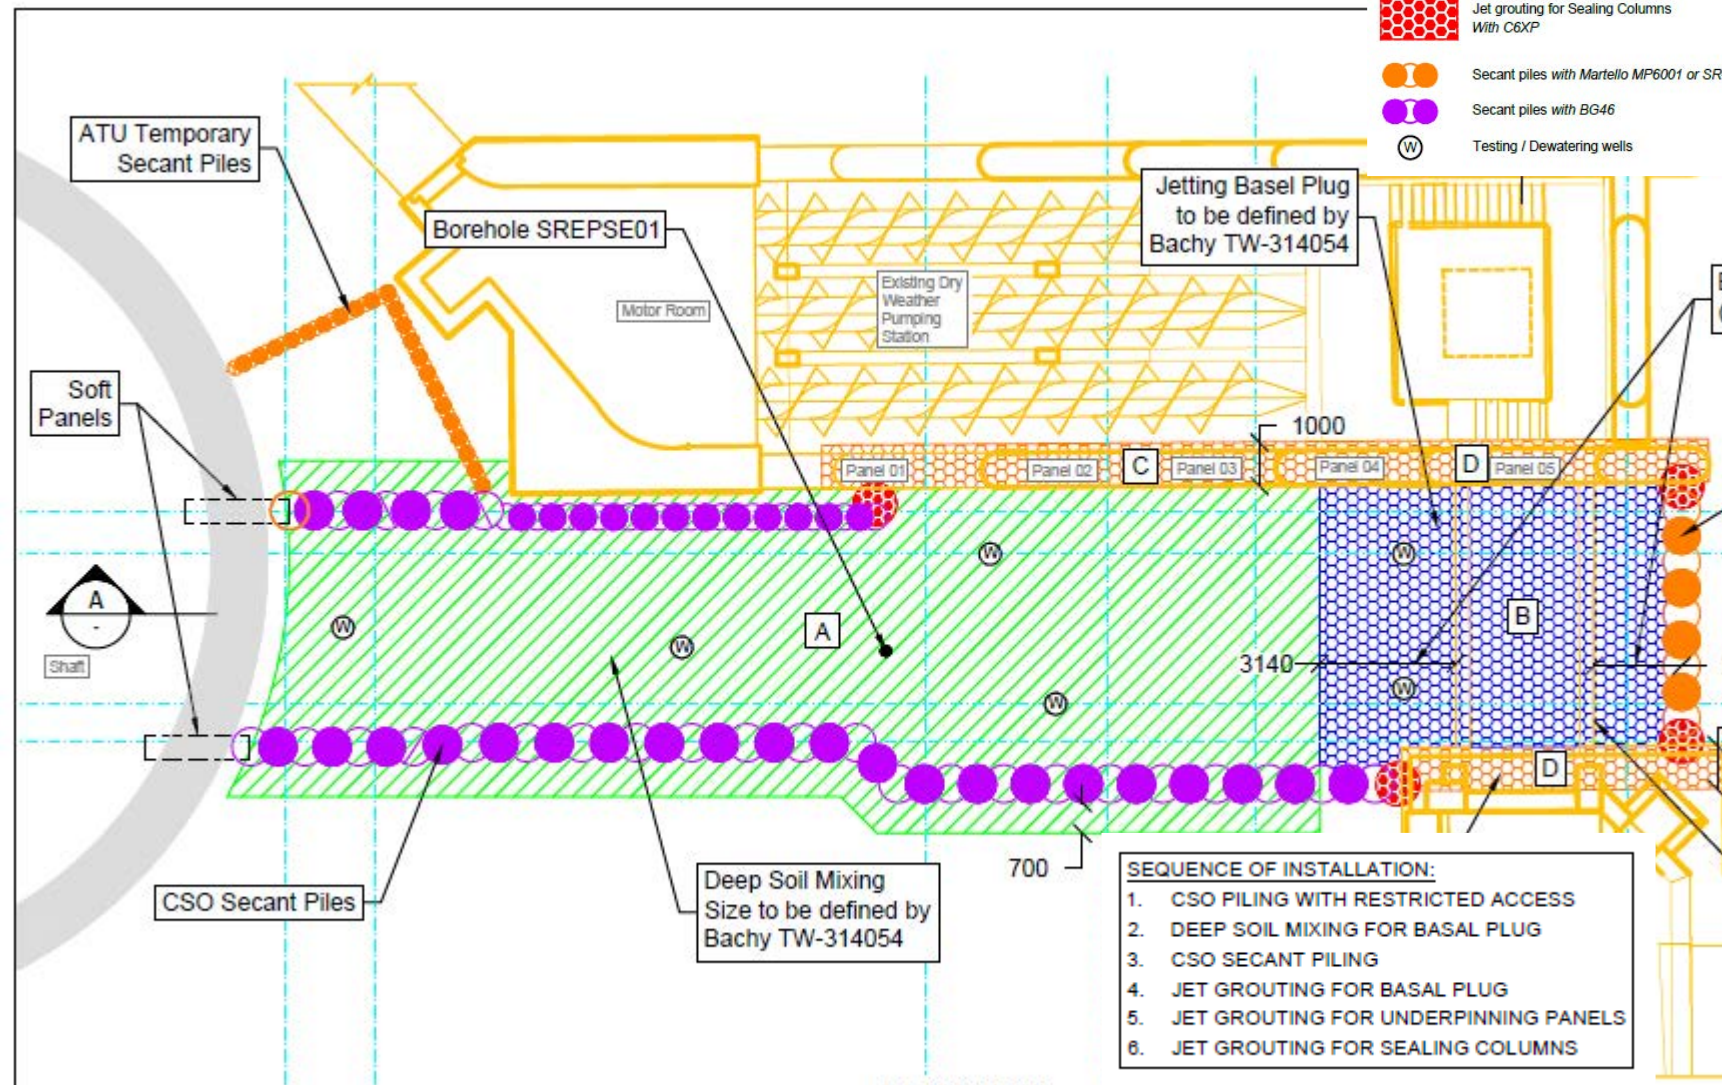 Jet grouting for Sealing Columns
With C6XP
Secant piles with Martello MP6001 or SR
Secant piles with BG46
W
Testing / Dewatering wells
ATU Temporary
Secant Piles
Borehole SREPSE01
Jetting Basel Plug
to be defined by
Bachy TW-314054
Existing Dry
Weather
Pumping
Station
Motor Room
Soft
Panels
1000
Panel 01
Panel 02
C
Panel 03
Panel 04
D
Panel 05
W
W
A
-
Shaft
W
W
A
B
3140
W
W
D
CSO Secant Piles
700
Deep Soil Mixing
Size to be defined by
Bachy TW-314054
SEQUENCE OF INSTALLATION:
1. CSO PILING WITH RESTRICTED ACCESS
2. DEEP SOIL MIXING FOR BASAL PLUG
3. CSO SECANT PILING
4. JET GROUTING FOR BASAL PLUG
5. JET GROUTING FOR UNDERPINNING PANELS
6. JET GROUTING FOR SEALING COLUMNS